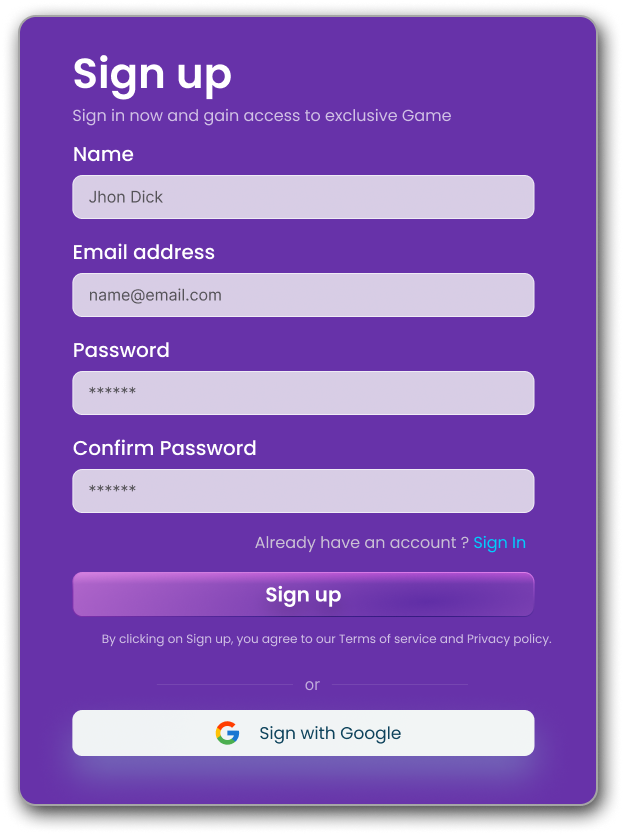 Sign up
Sign in now and gain access to exclusive Game
Name
Jhon Dick
Email address
name@email.com
Password
******
Confirm Password
******
Already have an account ? Sign In
Sign up
By clicking on Sign up, you agree to our Terms of service and Privacy policy.
or
Sign with Google